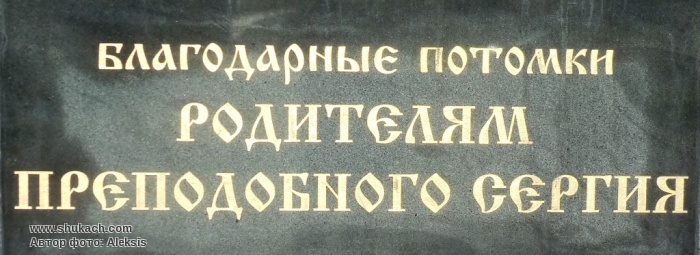 БЛАГОДАРНЫЕ ПОТОМКИ
РОДИТЕЛЯМ
ПРЕПОДОБНОГО СЕРГИЯ
www.shukach.com
Автор фото: Aleksis